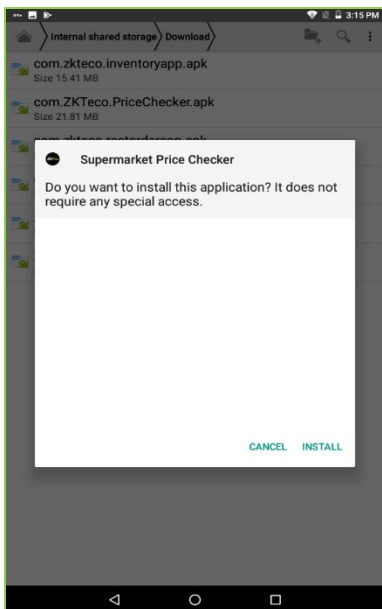 3:15 PM
Internal shared storage
Download
com.zkteco.inventoryapp.apk
Size 15.41 MB
com.ZKTeco.PriceChecker.apk
Size 21.81 MB
Supermarket Price Checker
Do you want to install this application? It does not
require any special access.
CANCEL
INSTALL